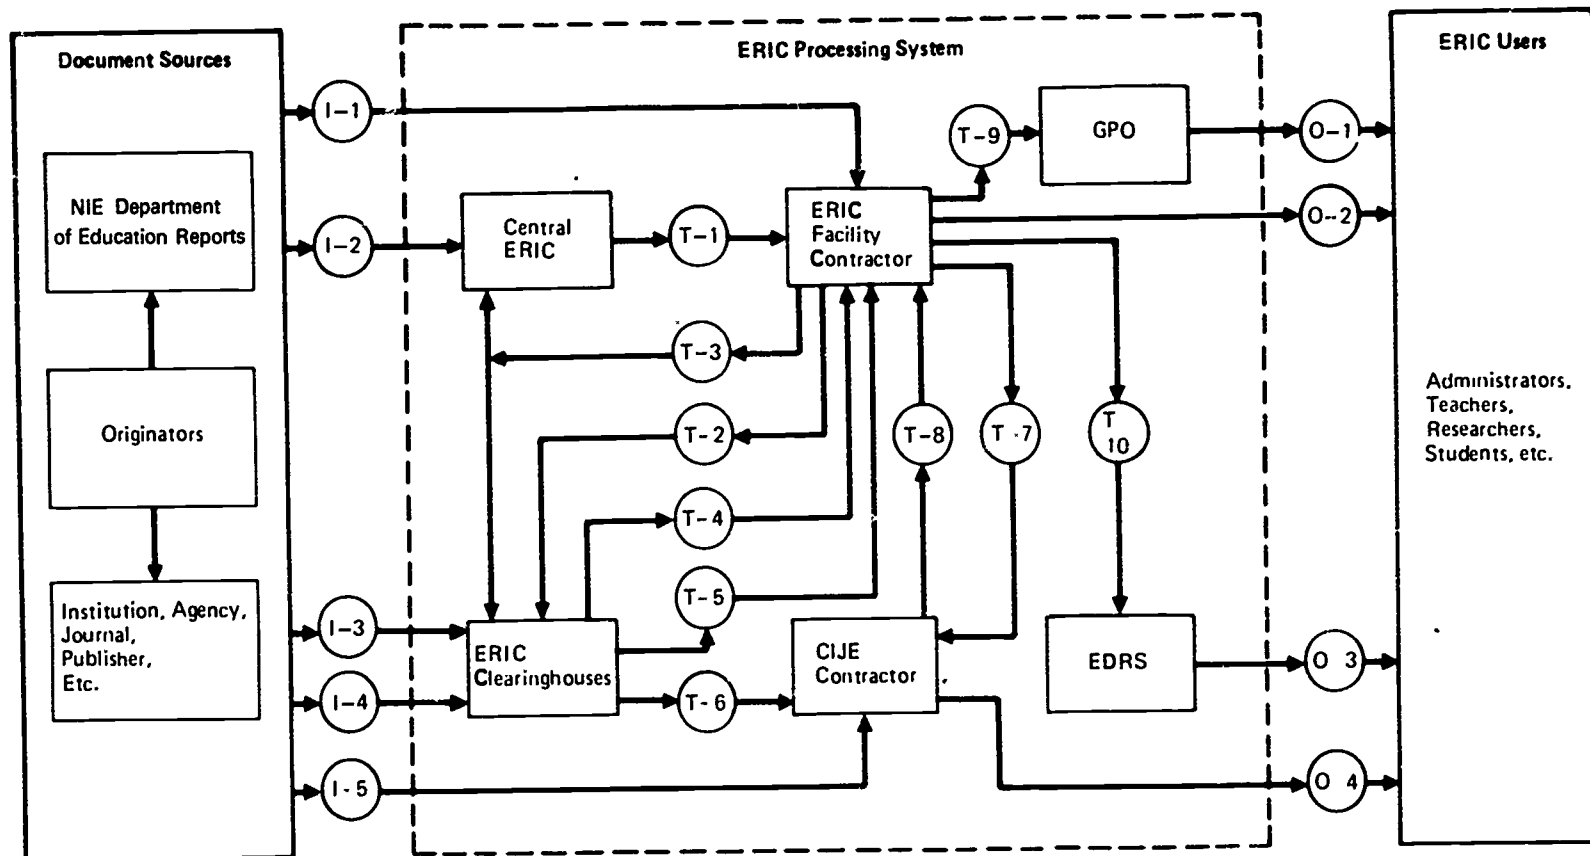 Document Sources
NIE Department
of Education Reports
Originators
Institution, Agency,
Journal,
Publisher,
Etc.
I-1
I-2
I-3
I-4
I-5
ERIC Processing System
Central
ERIC
T-1
ERIC
Facility
Contractor
T-9
GPO
T-3
T-2
T-8
T-7
T
10
T-4
T-5
ERIC
Clearinghouses
T-6
CIJE
Contractor
EDRS
O-1
O-2
O 3
O 4
ERIC Users
Administrators,
Teachers,
Researchers,
Students, etc.